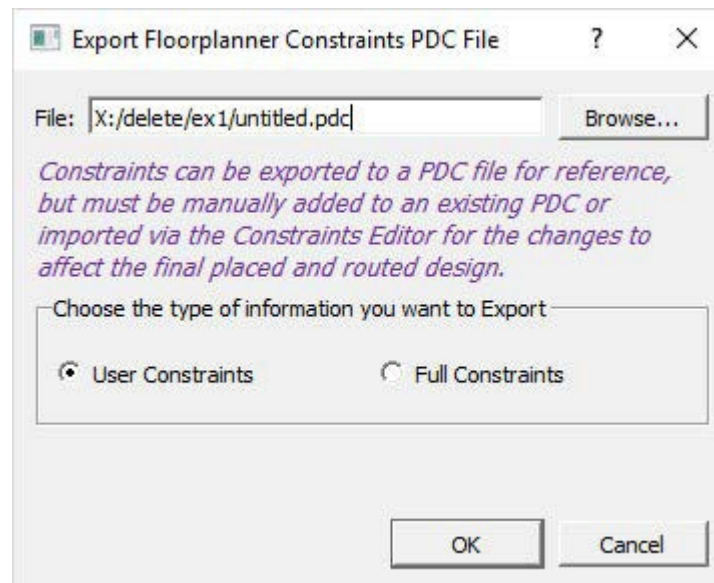 Export Floorplanner Constraints PDC File ? X
File: X:/delete/ex1/untitled.pdc Browse...
Constraints can be exported to a PDC file for reference,
but must be manually added to an existing PDC or
imported via the Constraints Editor for the changes to
affect the final placed and routed design.
Choose the type of information you want to Export
User Constraints Full Constraints
OK Cancel